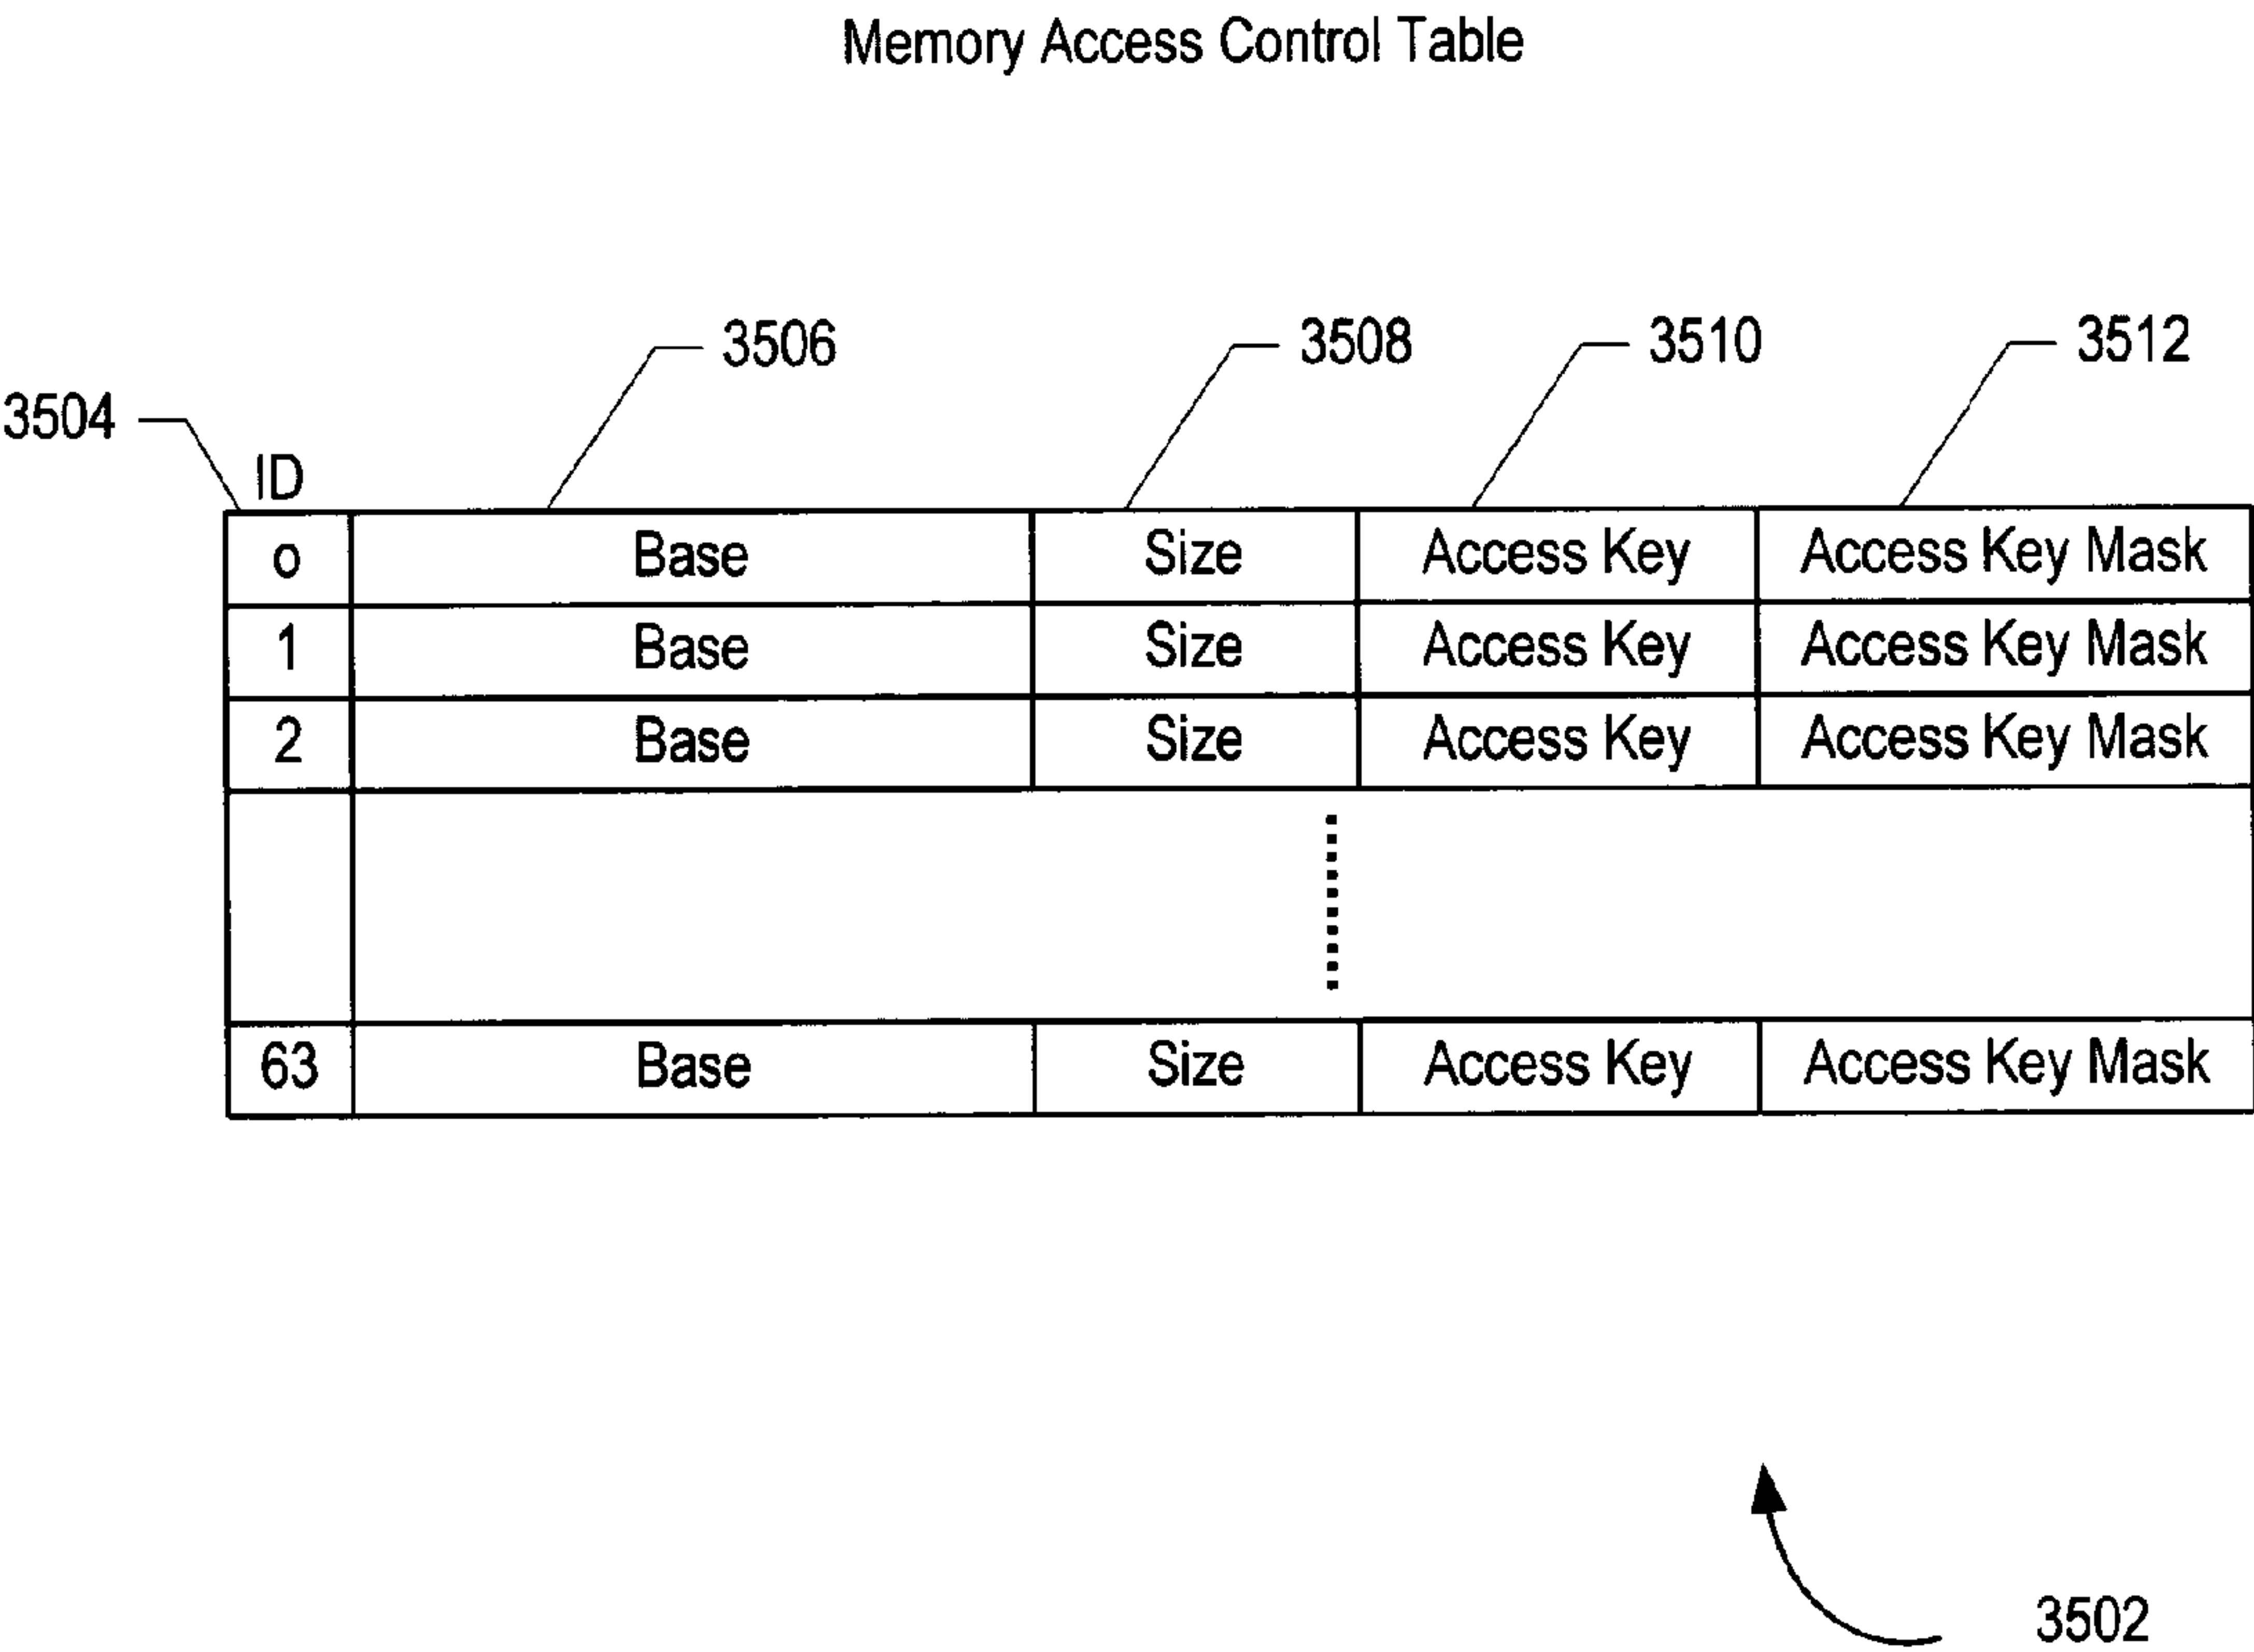 Memory Access Control Table
3506 3508 3510 3512
3504
ID
o Base Size Access Key Access Key Mask
1 Base Size Access Key Access Key Mask
2 Base Size Access Key Access Key Mask
63 Base Size Access Key Access Key Mask
3502